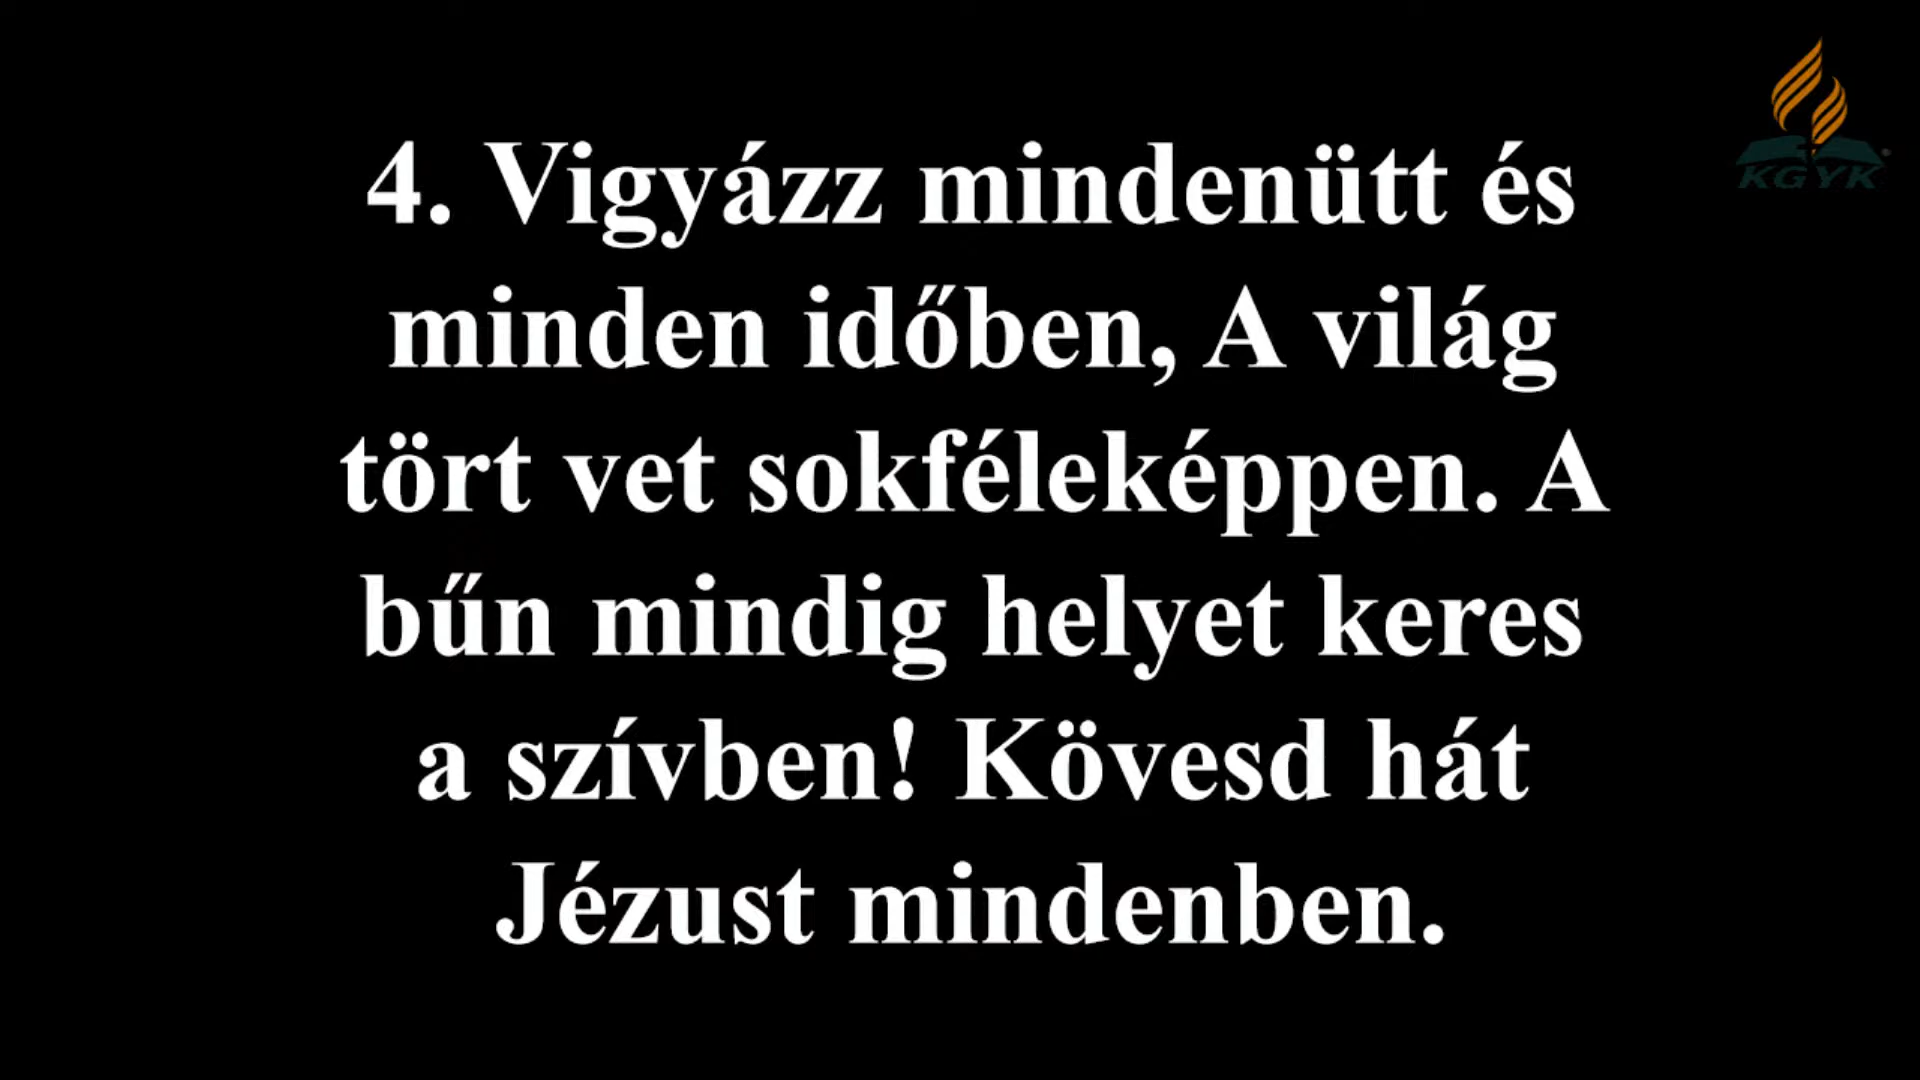 KGYK
4. Vigyázz mindenütt és
minden időben, A világ
tört vet sokféleképpen. A
bűn mindig helyet keres
a szívben! Kövesd hát
Jézust mindenben.